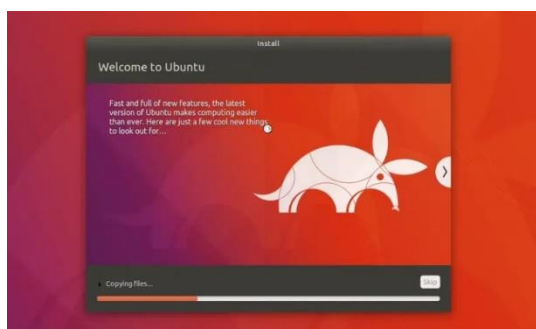 Install
Welcome to Ubuntu
Fast and full of new features, the latest
version of Ubuntu makes computing easier
than ever. Here are just a few cool new things
to look out for...
Copying files...
Skip